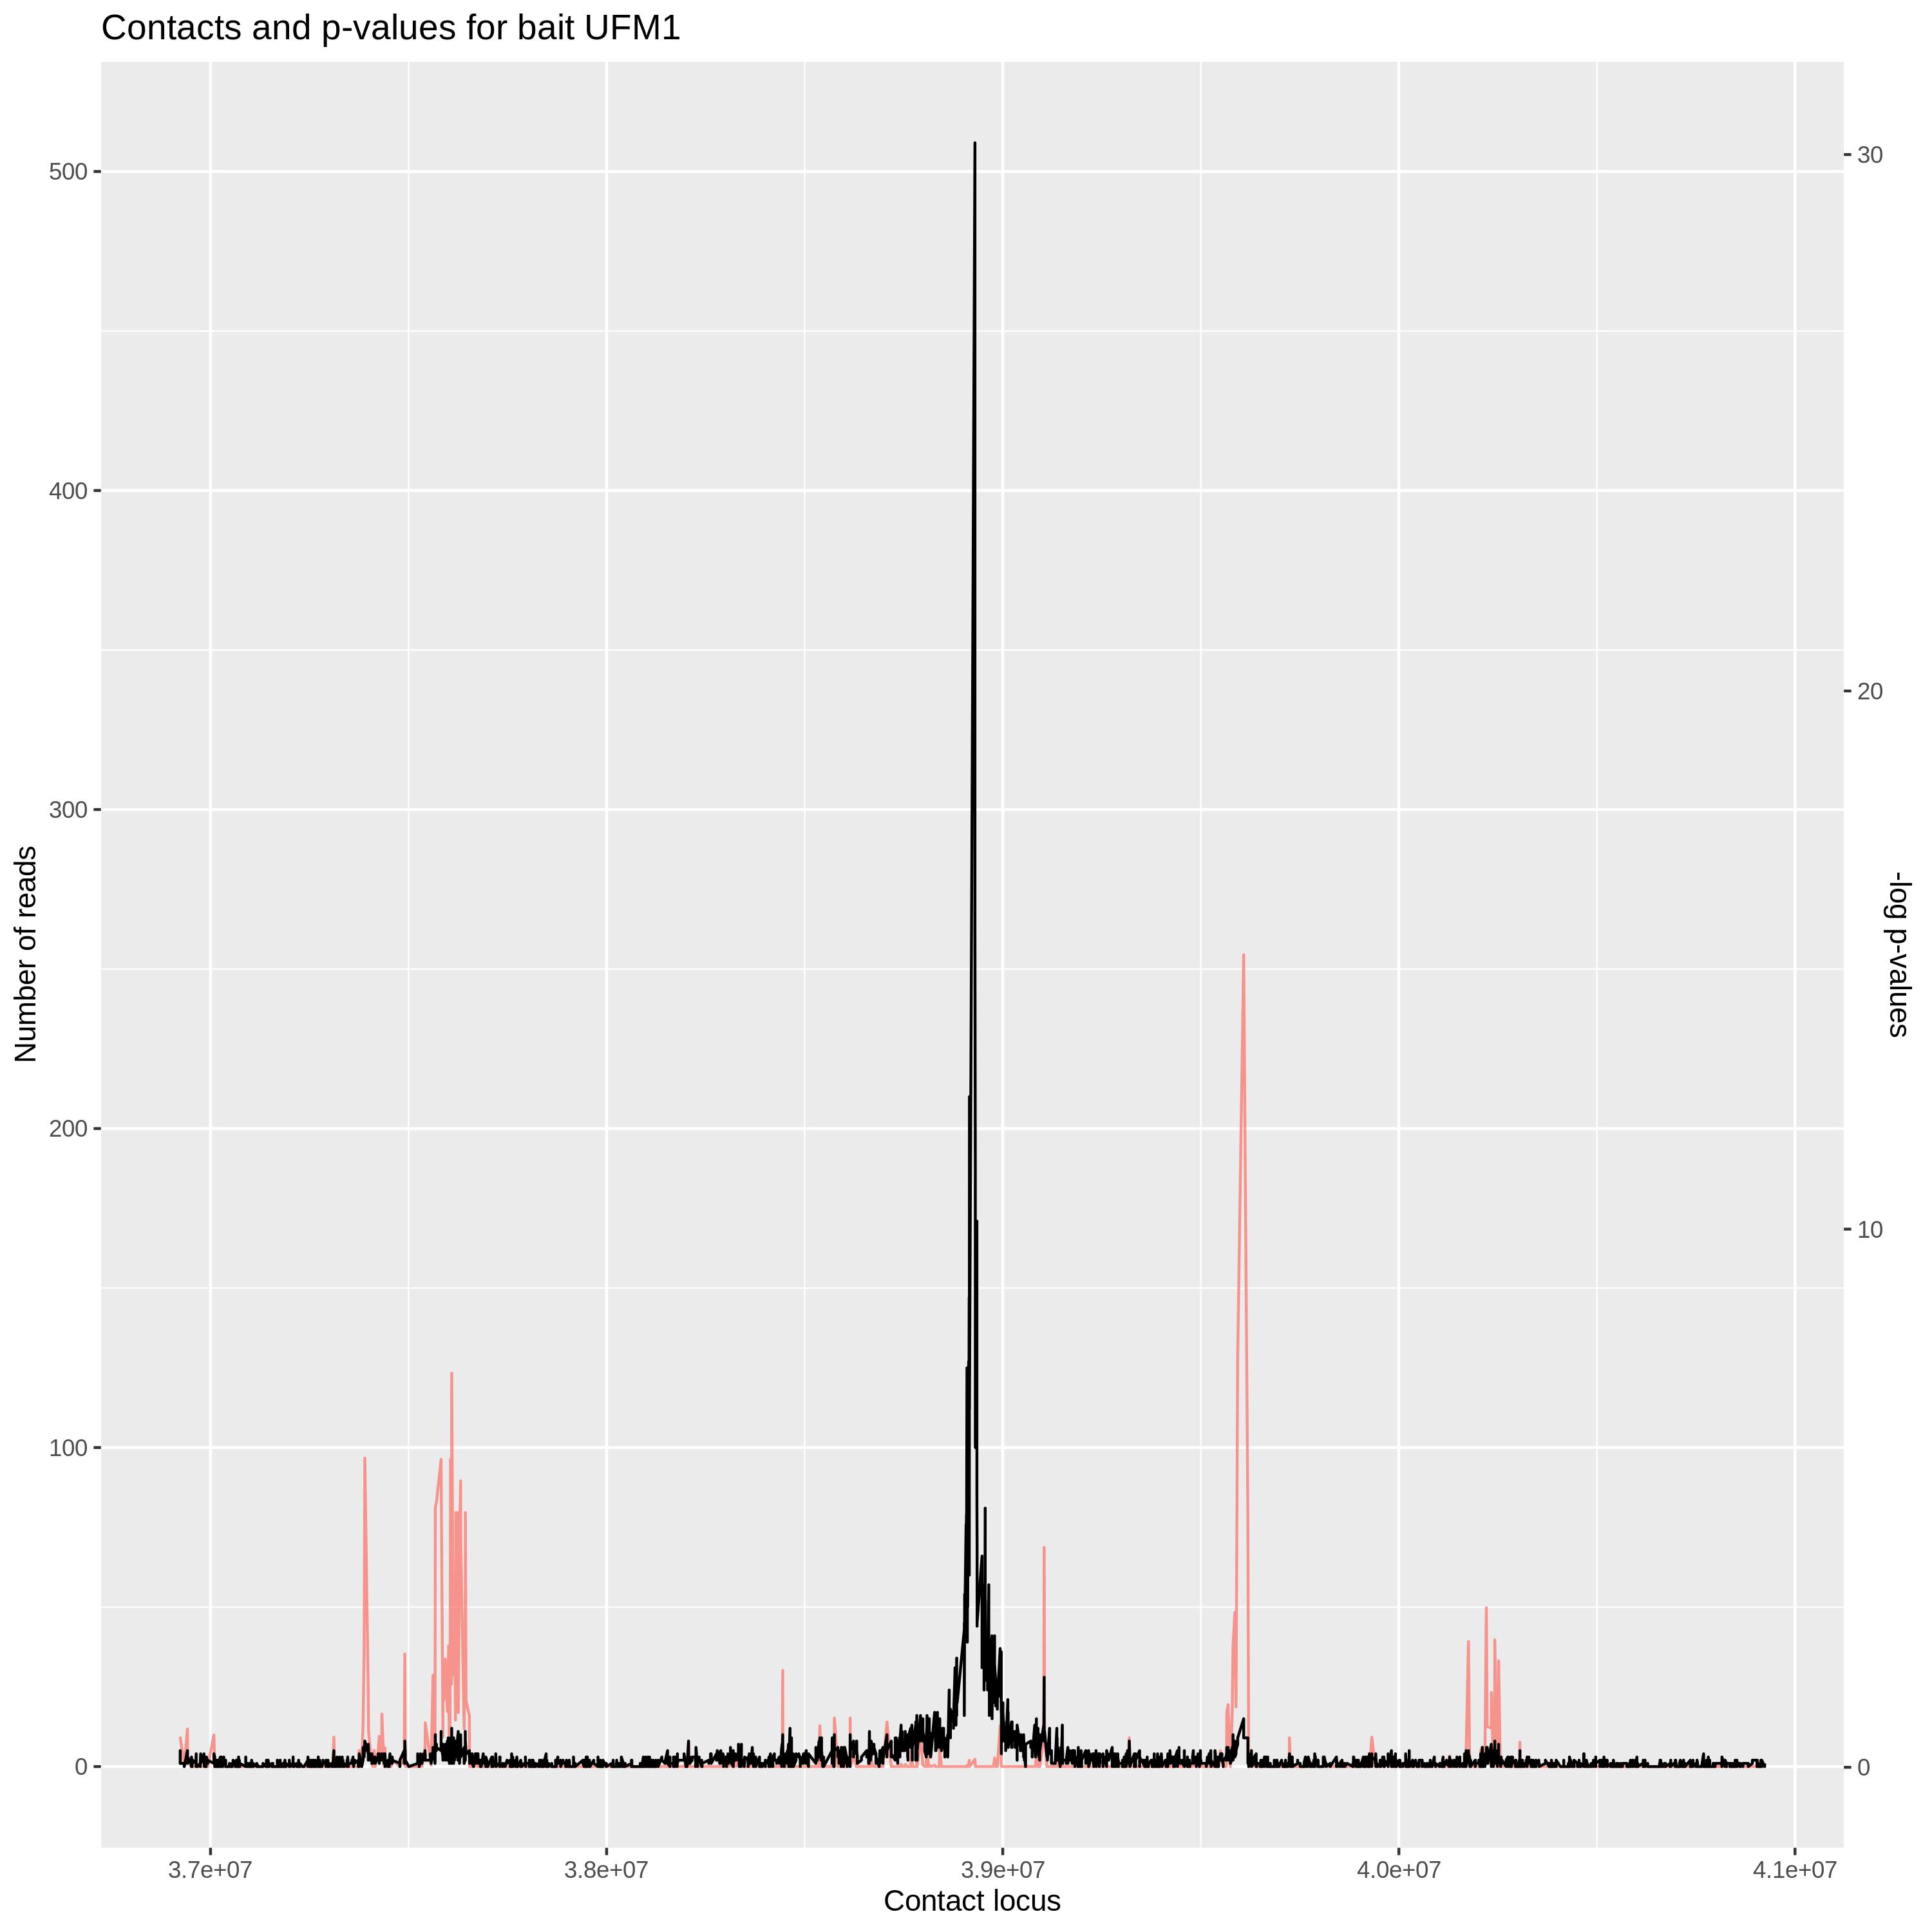 Contacts and p-values for bait UFM1
500
400
300
200
100
0
Number of reads
30
20
10
0
-log p-values
3.7e+07
3.8e+07
3.9e+07
4.0e+07
4.1e+07
Contact locus